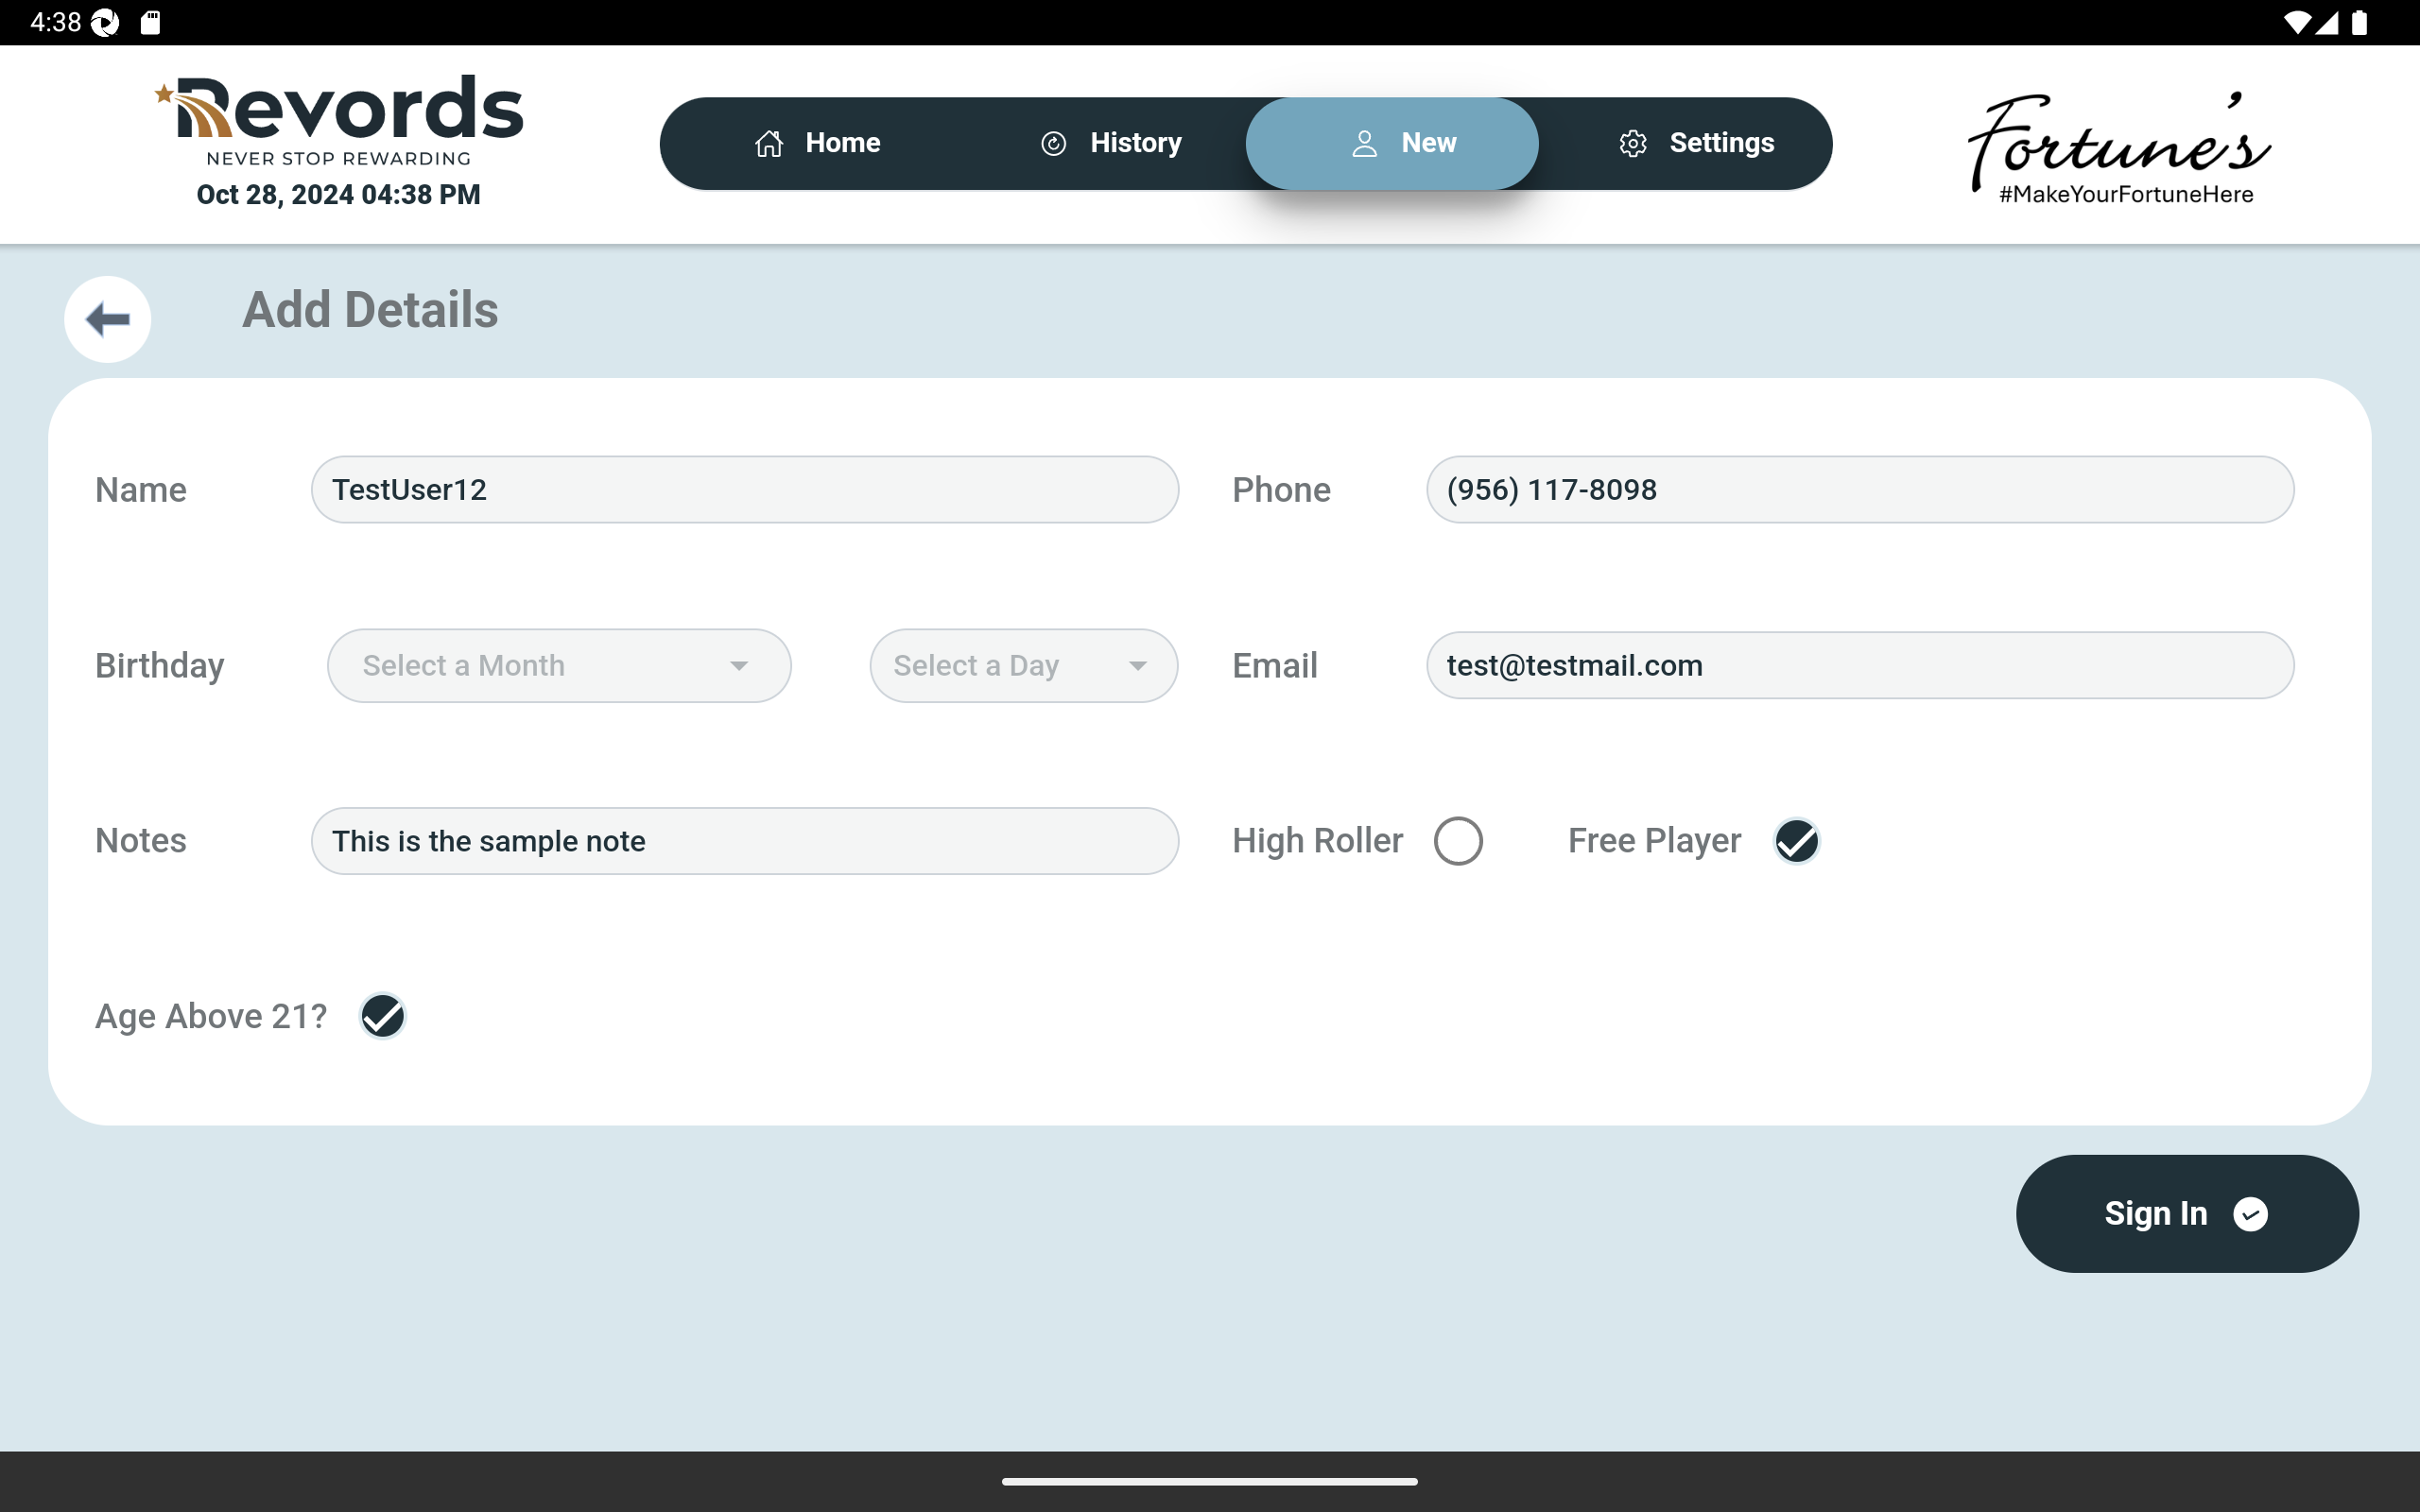 4:38
Revords
NEVER STOP REWARDING
Oct 28, 2024 04:38 PM
Home
History
New
Settings
Fortune's
#MakeYourFortuneHere
Add Details
Name
TestUser12
Phone
(956) 117-8098
Birthday
Select a Month
Select a Day
Email
test@testmail.com
Notes
This is the sample note
High Roller
Free Player
Age Above 21?
Sign In